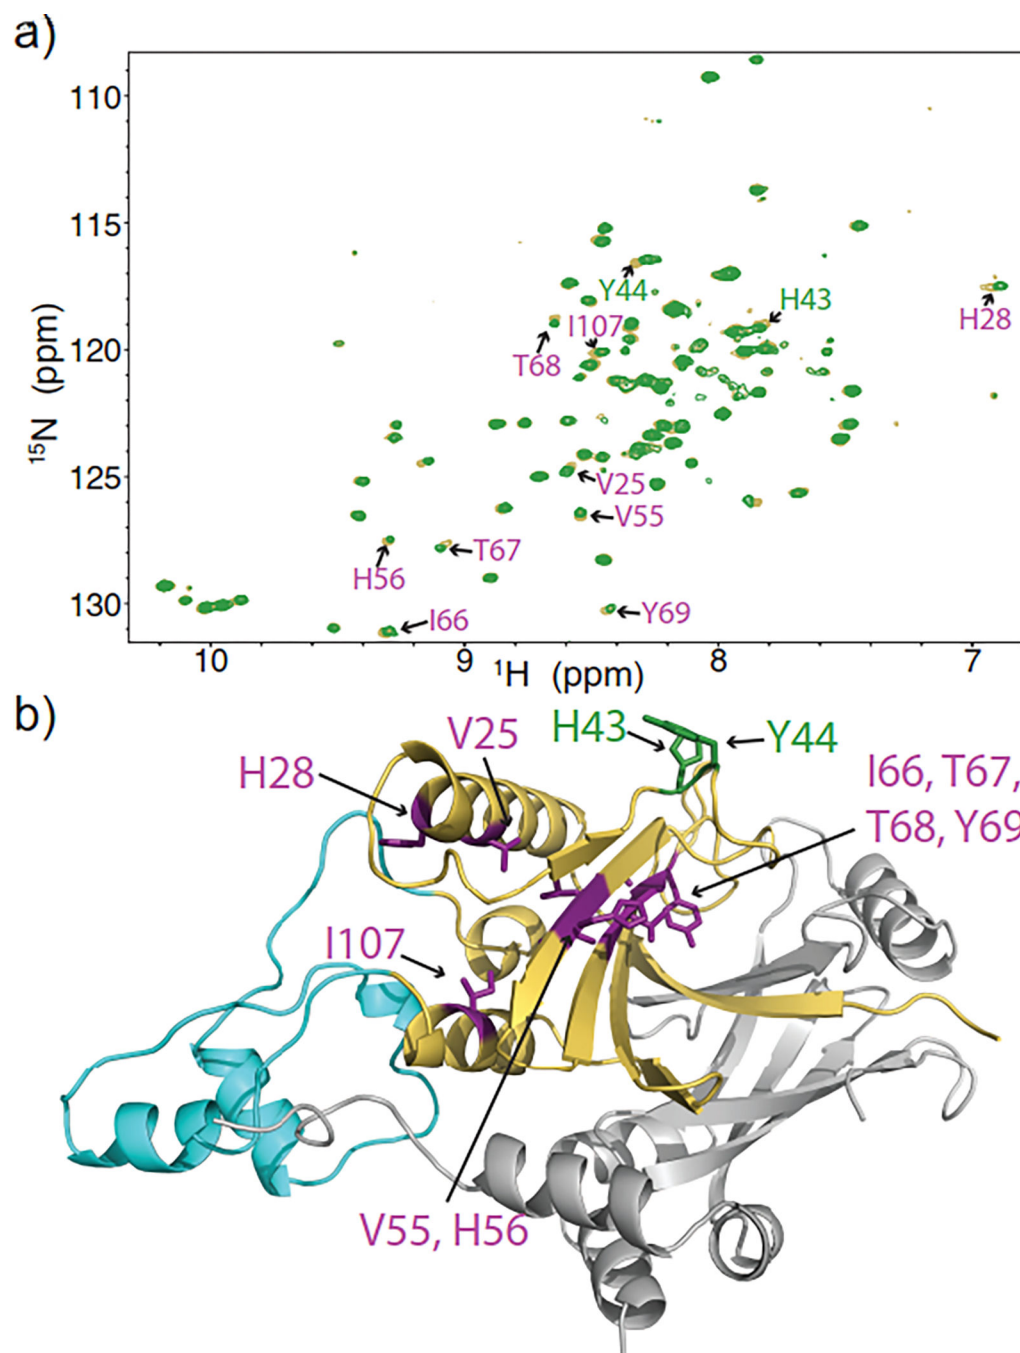 a)
110
115
120
125
130
¹⁵N (ppm)
Y44
H43
I107
T68
H28
V25
V55
T67
H56
I66
Y69
10
9
8
7
¹H (ppm)
b)
V25
H43
Y44
H28
I66, T67,
T68, Y69
I107
V55, H56